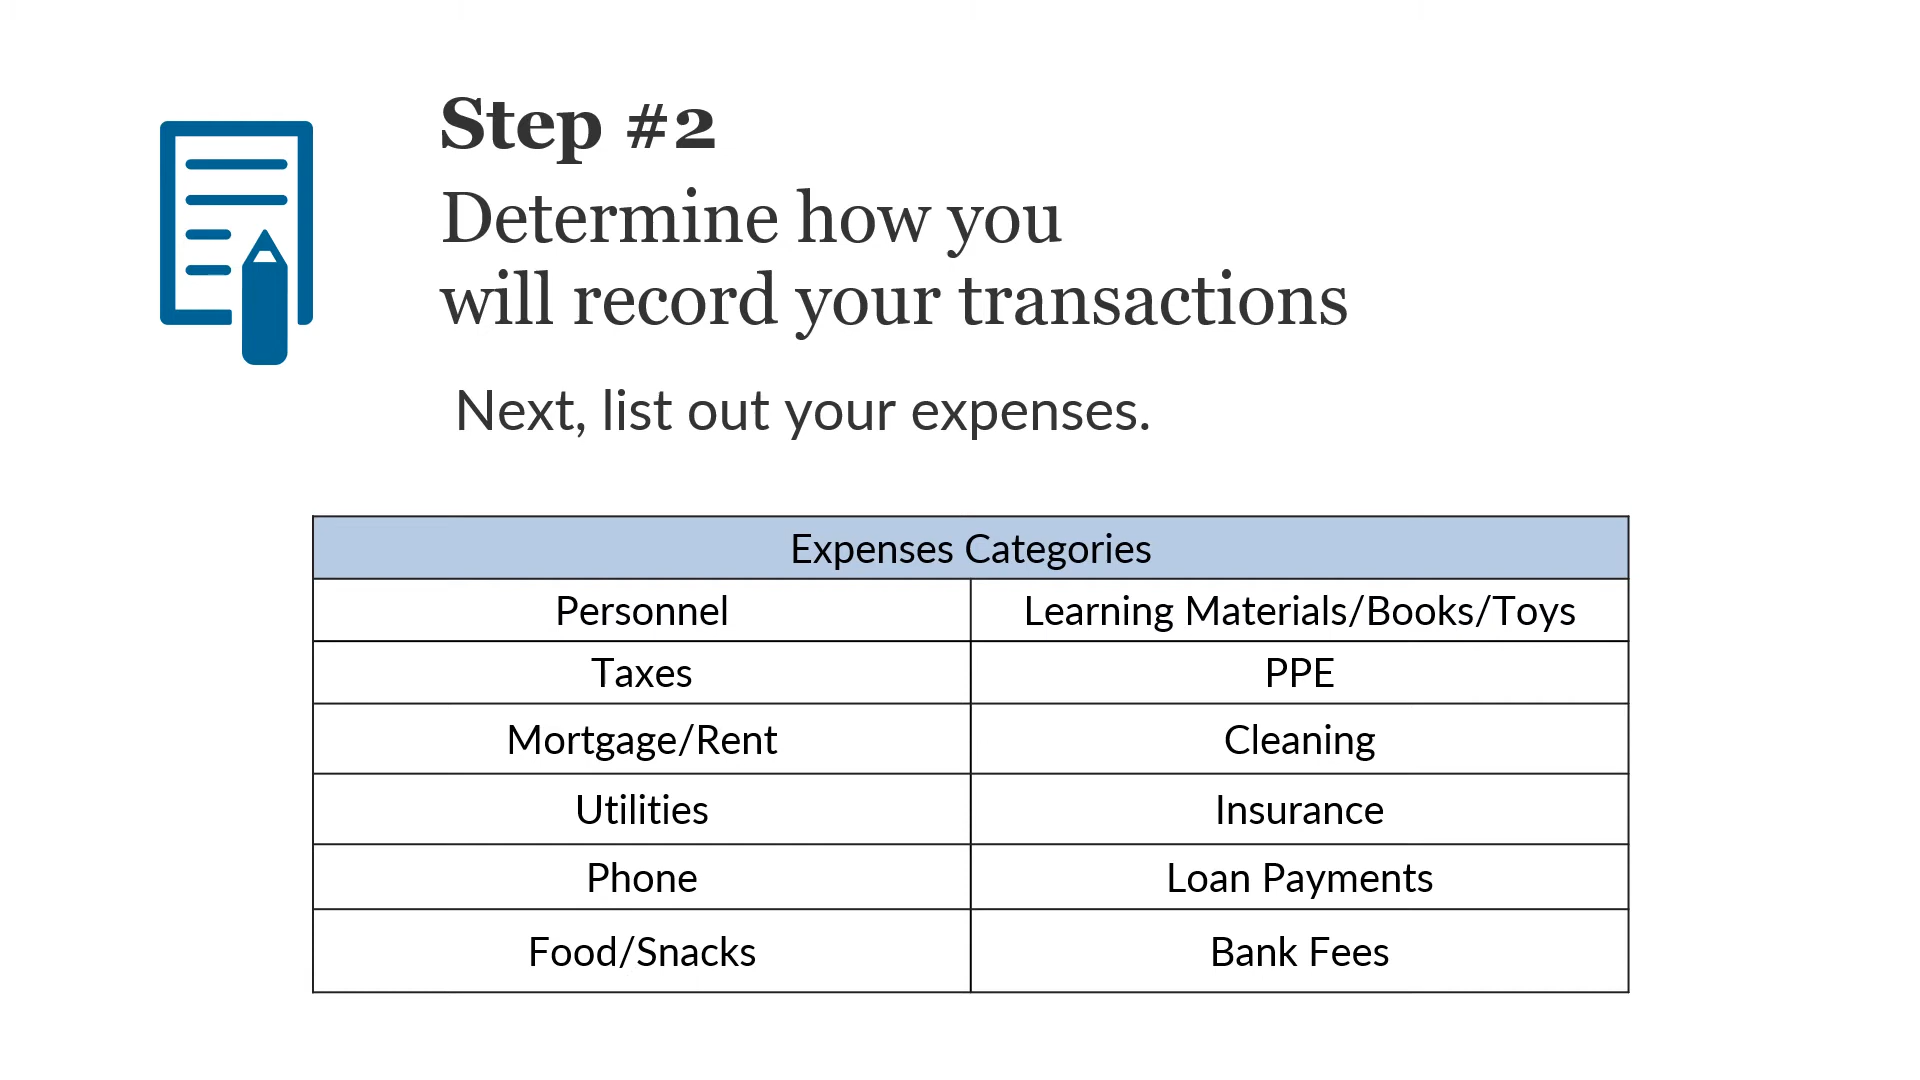 Step #2
Determine how you
will record your transactions
Next, list out your expenses.
Expenses Categories
Personnel
Learning Materials/Books/Toys
Taxes
PPE
Mortgage/Rent
Cleaning
Utilities
Insurance
Phone
Loan Payments
Food/Snacks
Bank Fees